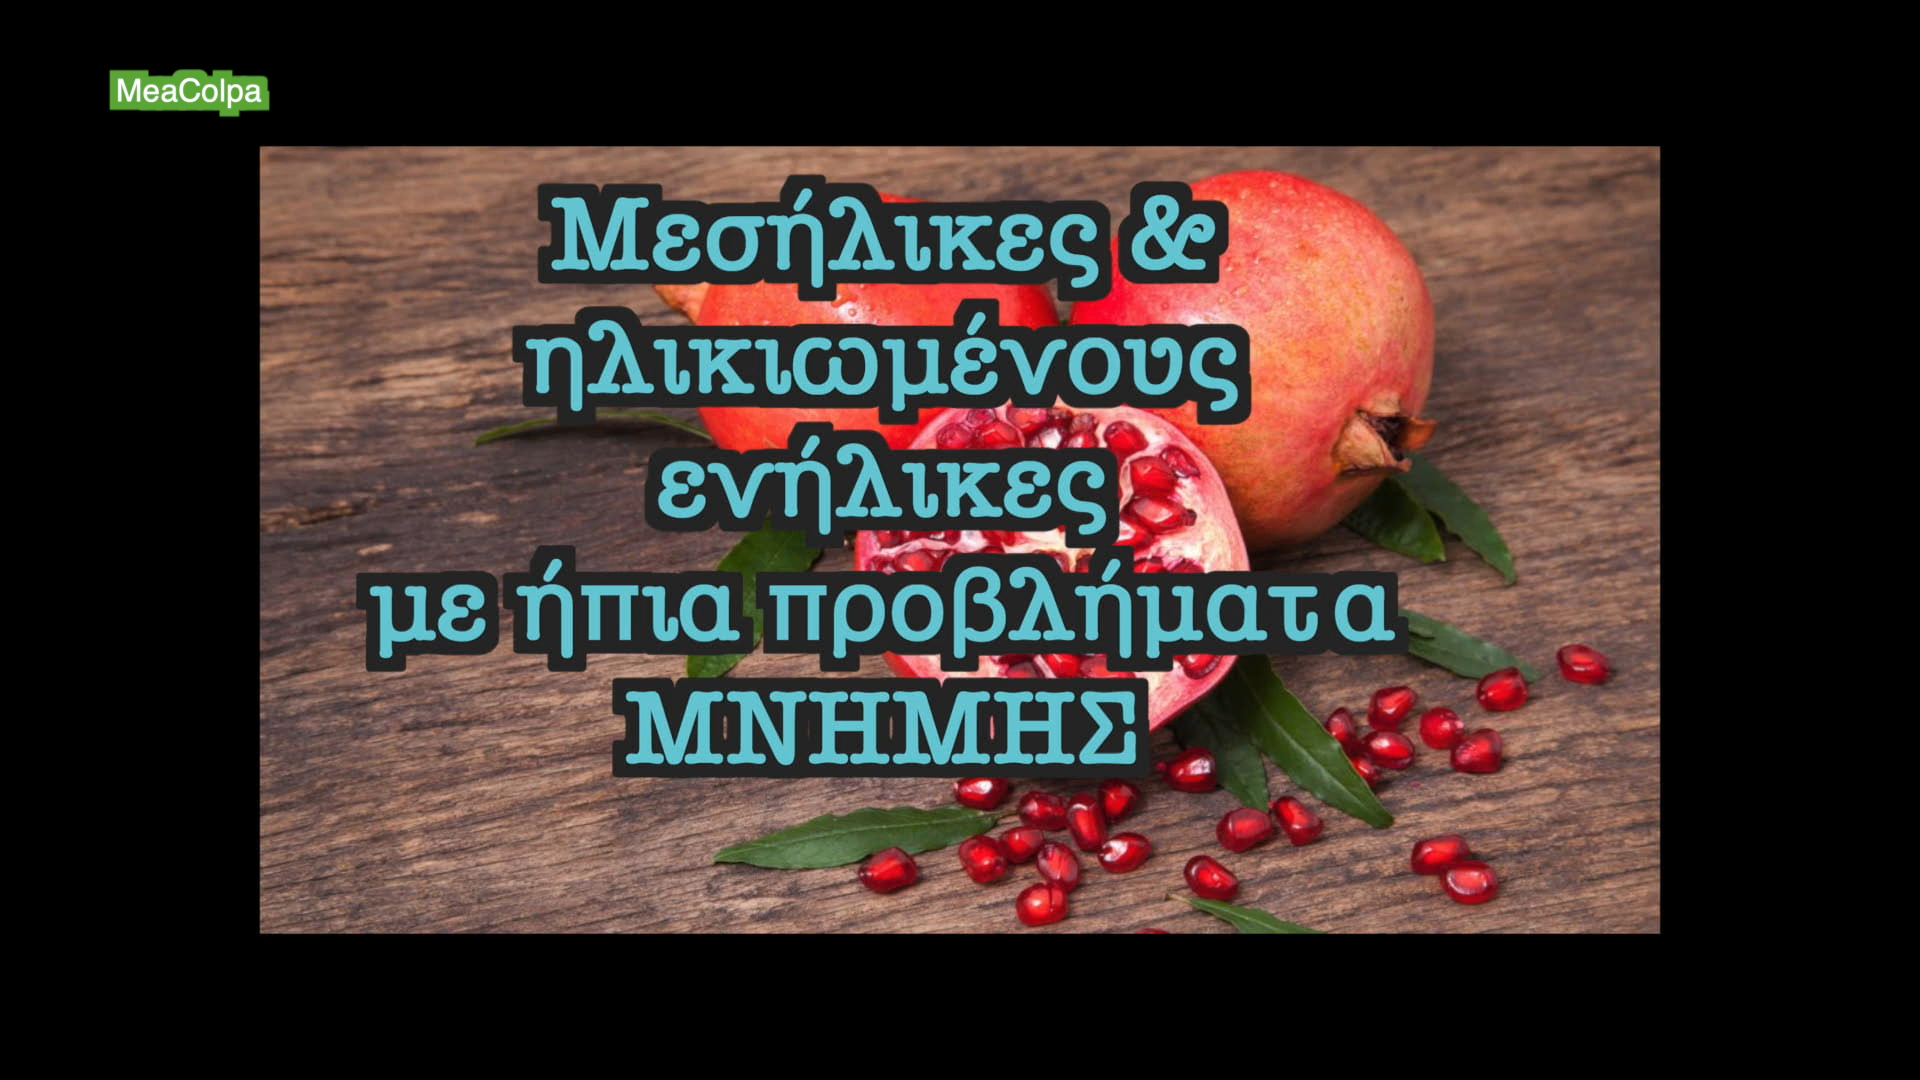 MeaColpa
Μεσήλικες &
ηλικιωμένους
ενήλικες
με ήπια προβλήματα
ΜΝΗΜΗΣ